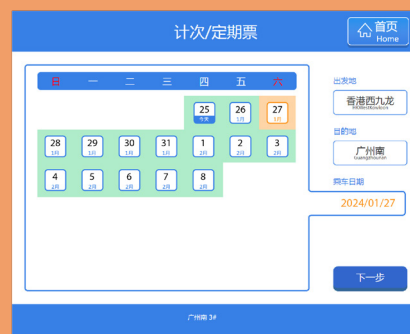 计次/定期票
首页
Home
日 一 二 三 四 五 六
25 26 27
今天 1月 1月
28 29 30 31 1 2 3
1月 1月 1月 1月 2月 2月 2月
4 5 6 7 8
2月 2月 2月 2月 2月
出发地
香港西九龙
目的地
广州南
乘车日期
2024/01/27
下一步
广州南 3#